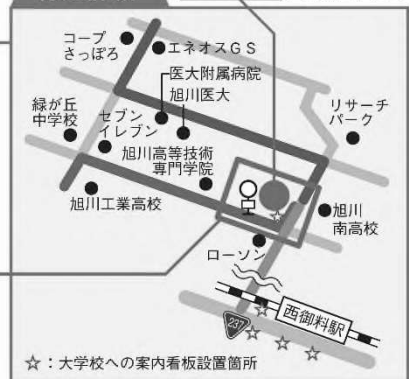 コープ
さっぽろ
エネオスGS
医大附属病院
旭川医大
リサーチ
パーク
緑が丘
中学校
セブン
イレブン
旭川高等技術
専門学院
旭川工業高校
旭川
南高校
ローソン
西御料駅
237
☆：大学校への案内看板設置箇所